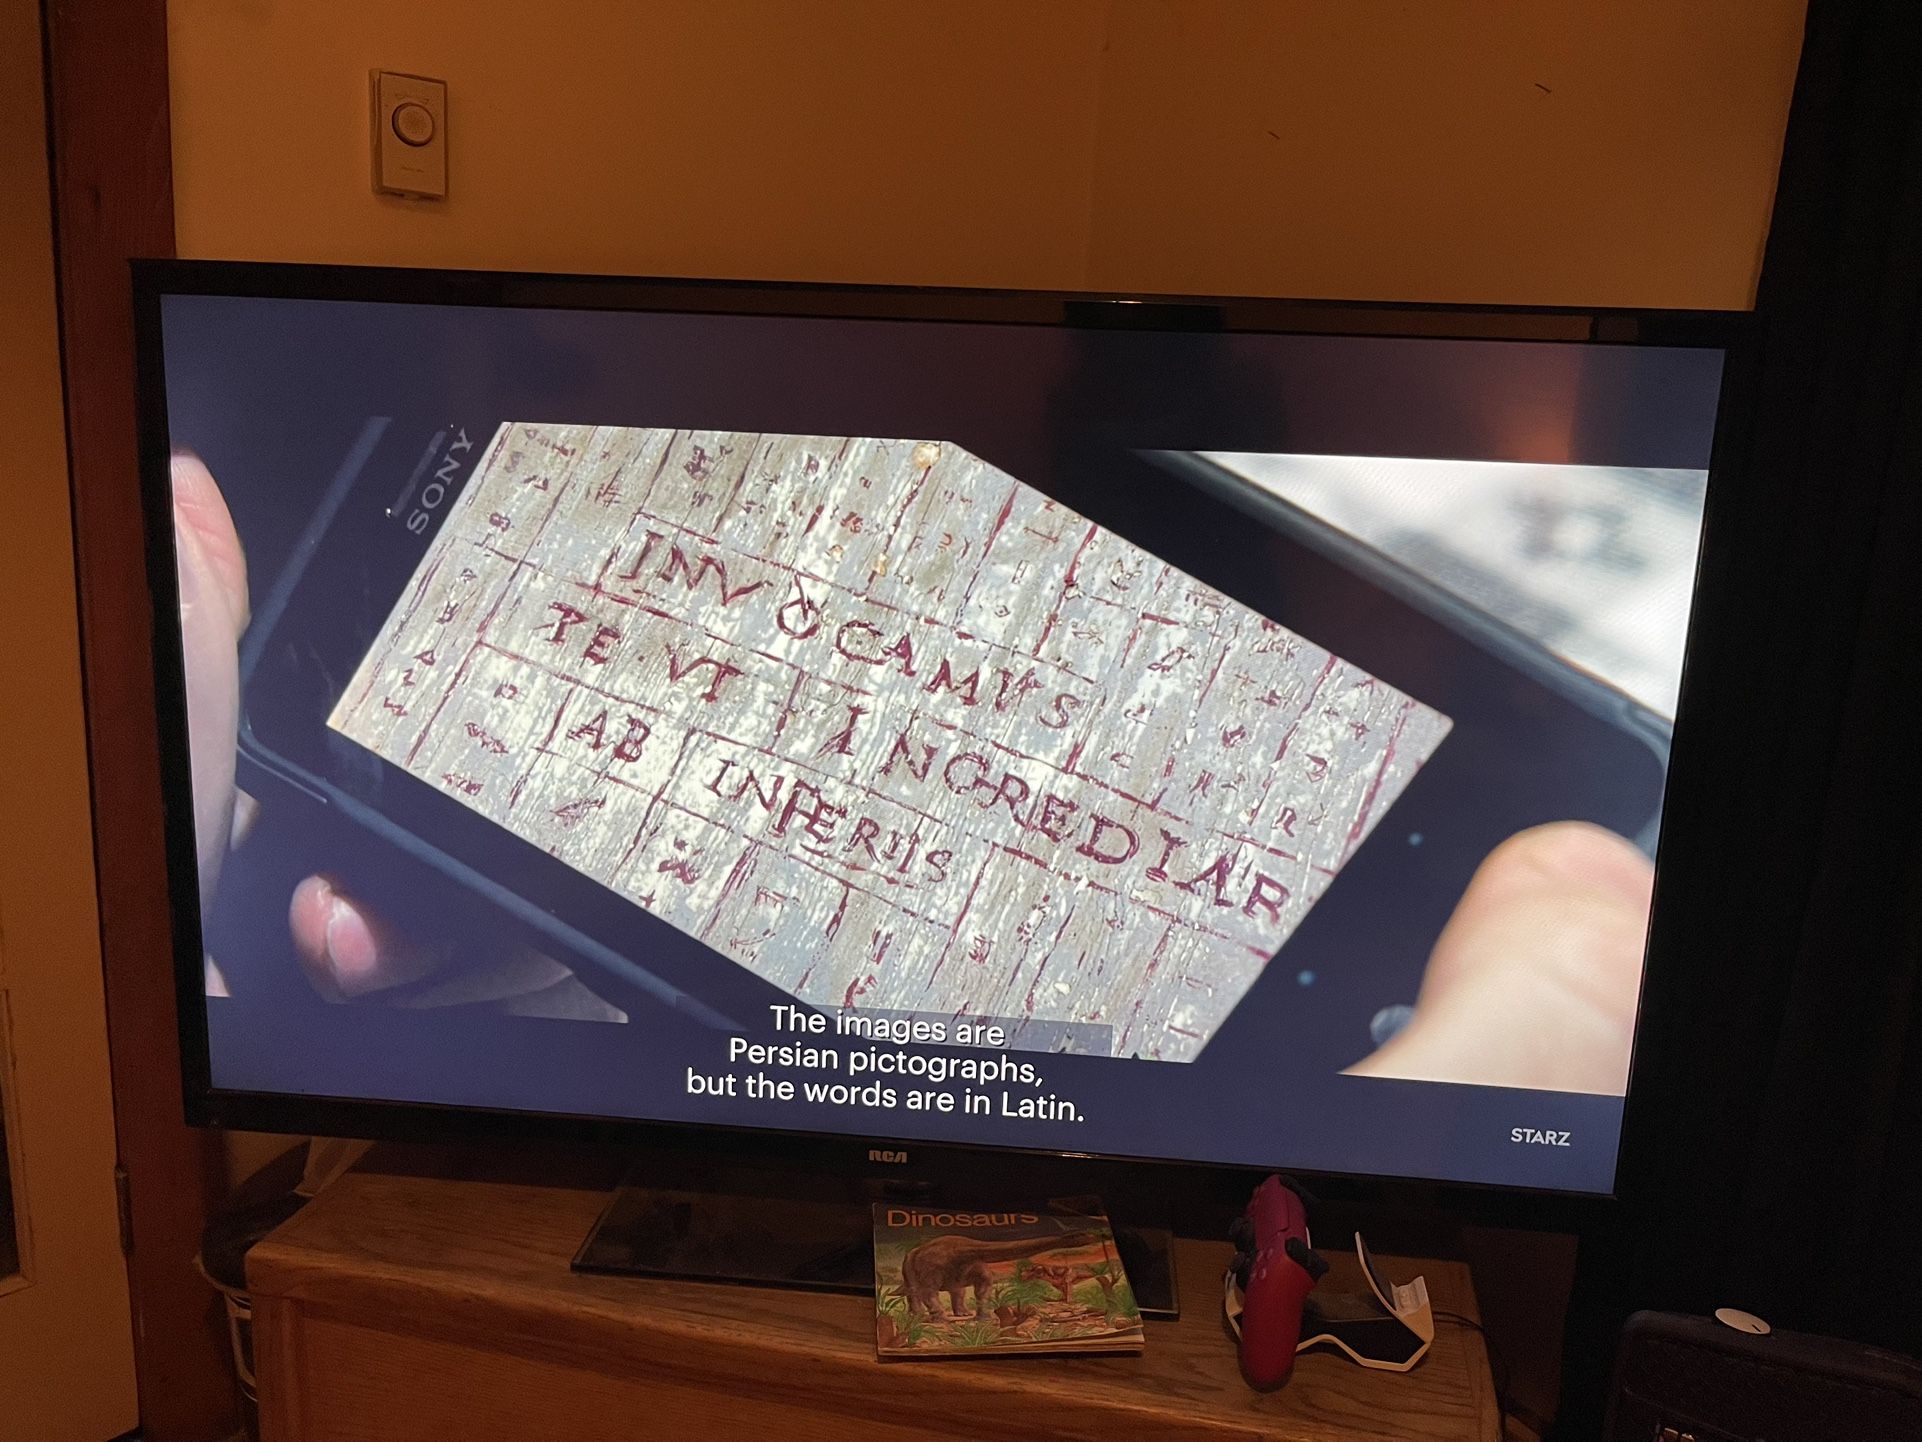 SONY
INVOCAMVS
TE VT INGREDIAR
AB INFERIIS
The images are
Persian pictographs,
but the words are in Latin.
STARZ
RCA
Dinosaurs